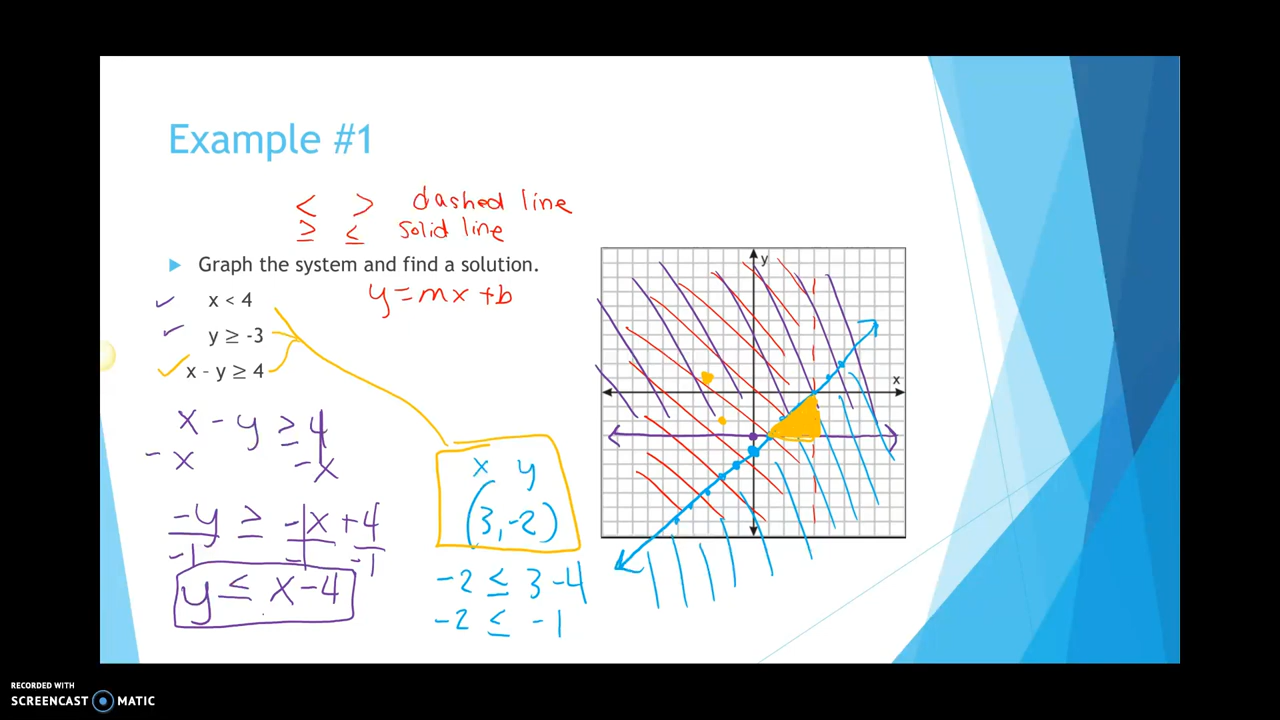 Example #1
< > dashed line
≥ ≤ solid line
Graph the system and find a solution.
y = mx + b
x < 4
y ≥ -3
x – y ≥ 4
x - y ≥ 4
- x - x
-y ≥ -1x + 4
-1 -1 -1
y ≤ x - 4
x y
(3, -2)
-2 ≤ 3 - 4
-2 ≤ -1
y
x
RECORDED WITH
SCREENCAST MATIC